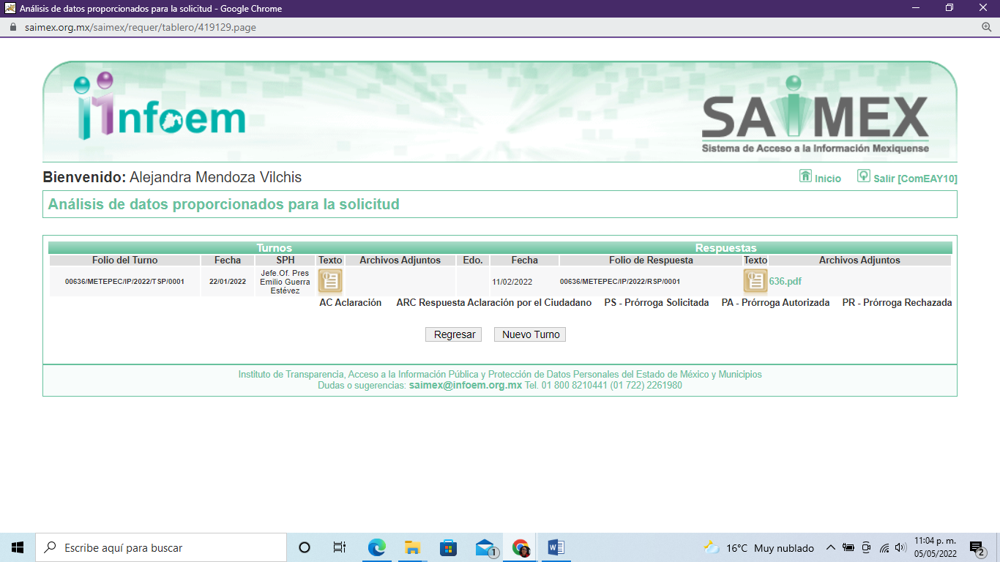 Análisis de datos proporcionados para la solicitud - Google Chrome
saimex.org.mx/saimex/requer/tablero/419129.page
infoem
SAIMEX
Sistema de Acceso a la Información Mexiquense
Bienvenido: Alejandra Mendoza Vilchis
Inicio Salir [ComEAY10]
Análisis de datos proporcionados para la solicitud
Turnos Respuestas
Folio del Turno Fecha SPH Texto Archivos Adjuntos Edo. Fecha Folio de Respuesta Texto Archivos Adjuntos
00636/METEPEC/IP/2022/TSP/0001 22/01/2022 Jefe.Of. Pres Emilio Guerra Estévez 11/02/2022 00636/METEPEC/IP/2022/RSP/0001 636.pdf
AC Aclaración ARC Respuesta Aclaración por el Ciudadano PS - Prórroga Solicitada PA - Prórroga Autorizada PR - Prórroga Rechazada
Regresar Nuevo Turno
Instituto de Transparencia, Acceso a la Información Pública y Protección de Datos Personales del Estado de México y Municipios
Dudas o sugerencias: saimex@infoem.org.mx Tel. 01 800 8210441 (01 722) 2261980
Escribe aquí para buscar
1
16°C Muy nublado
11:04 p. m.
05/05/2022
2